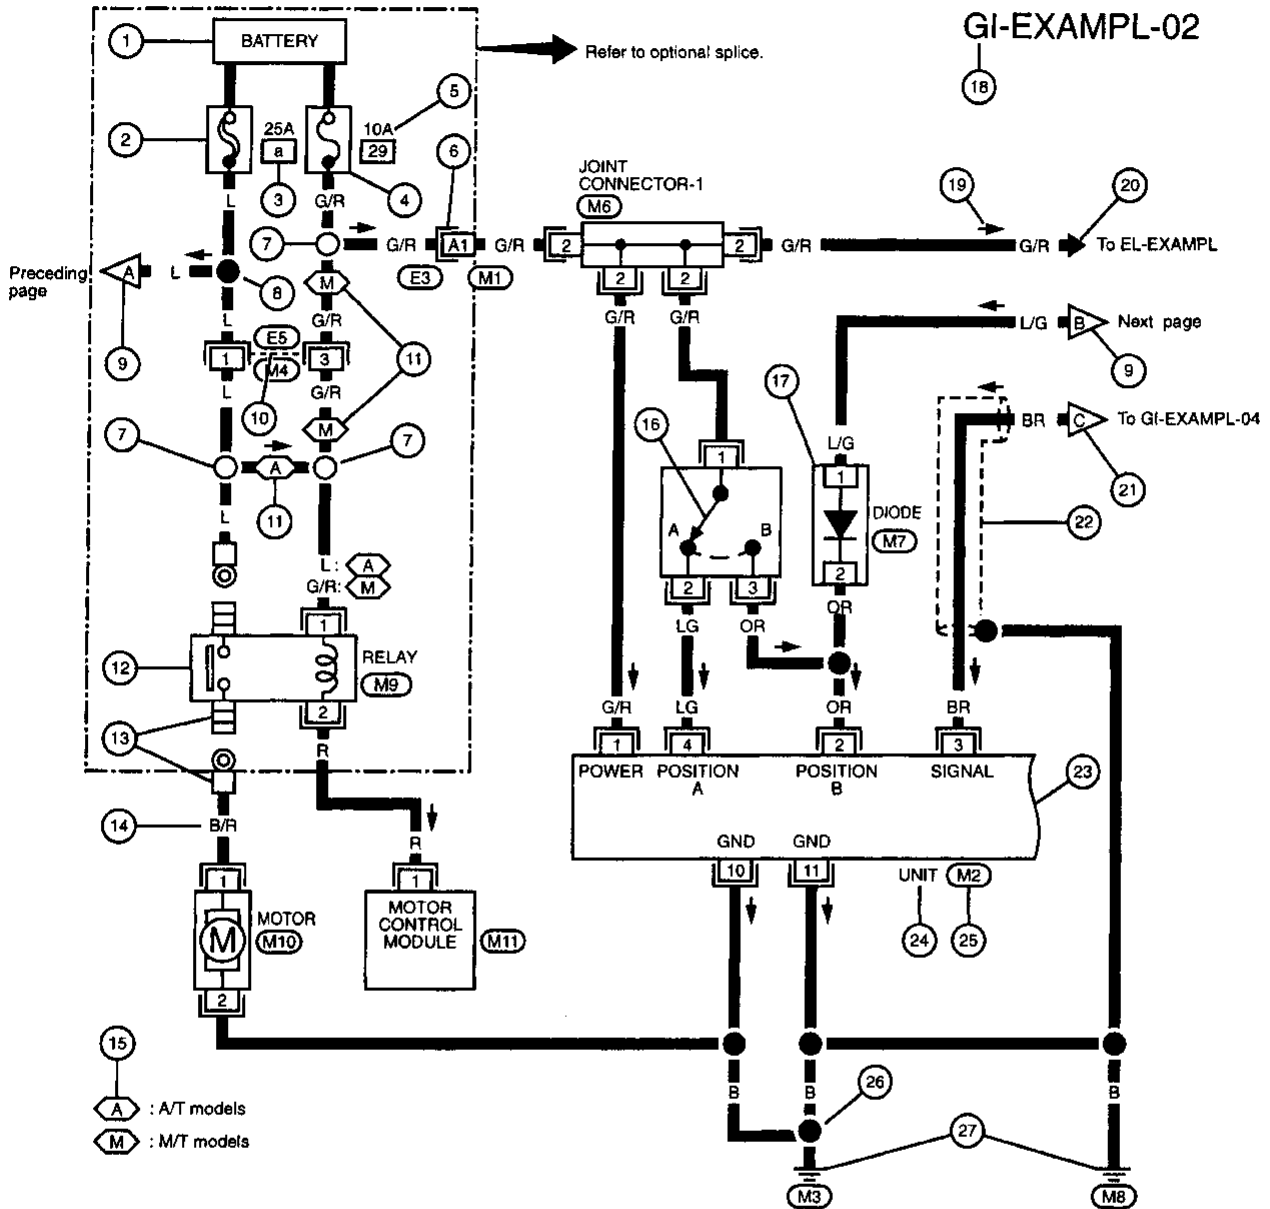 GI-EXAMPL-02
18
1
BATTERY
Refer to optional splice.
2
25A
a
3
10A
29
5
4
6
L
G/R
7
G/R
A1
G/R
E3
M1
JOINT
CONNECTOR-1
M6
2
2
2
2
G/R
19
20
G/R
To EL-EXAMPL
Preceding
page
A
L
8
M
9
L
G/R
E5
1
3
M4
L
G/R
10
11
M
7
A
7
11
L
L : A
G/R: M
1
12
RELAY
M9
2
13
R
14
B/R
R
1
1
MOTOR
M10
M
2
MOTOR
CONTROL
MODULE
M11
G/R
G/R
L/G
B
Next page
9
17
BR
C
To GI-EXAMPL-04
21
16
1
A
B
2
3
L/G
1
DIODE
M7
2
22
LG
OR
OR
G/R
LG
OR
BR
1
4
2
3
POWER
POSITION
A
POSITION
B
SIGNAL
23
GND
GND
10
11
UNIT
M2
24
25
15
A : A/T models
M : M/T models
B
B
B
26
27
M3
M8